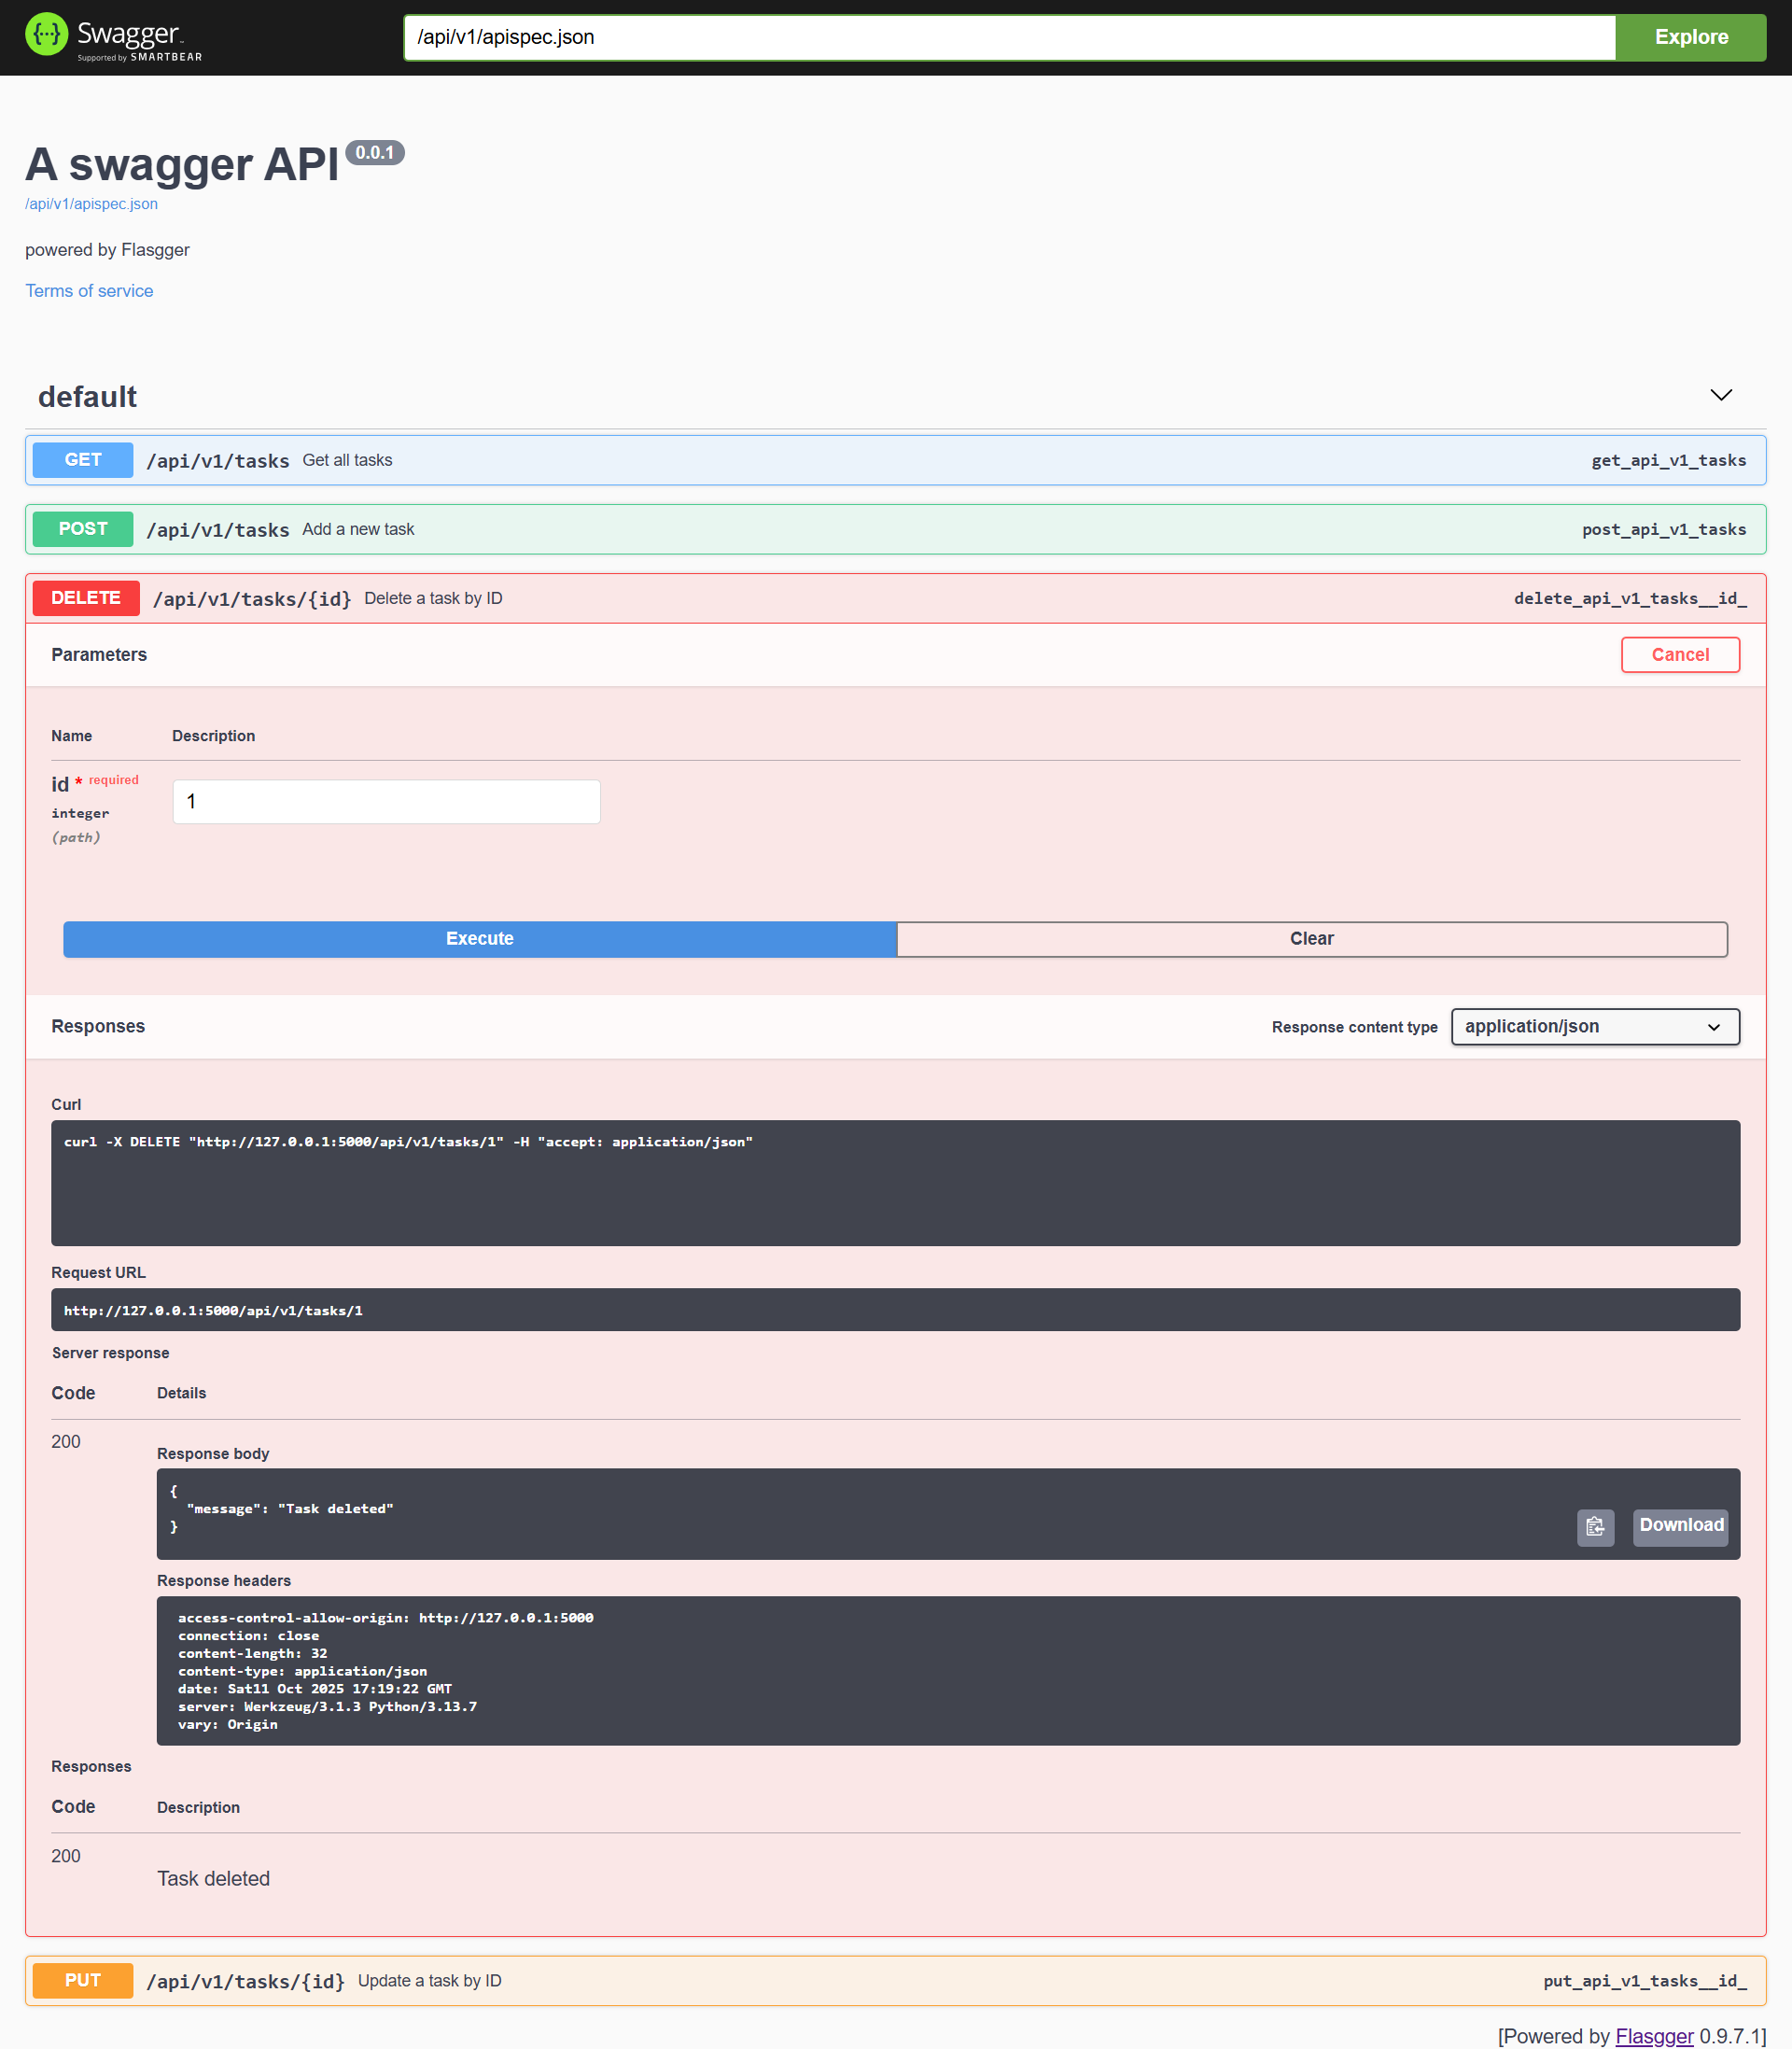 Swagger
Supported by SMARTBEAR
/api/v1/apispec.json
Explore
A swagger API 0.0.1
/api/v1/apispec.json
powered by Flasgger
Terms of service
default
GET /api/v1/tasks Get all tasks get_api_v1_tasks
POST /api/v1/tasks Add a new task post_api_v1_tasks
DELETE /api/v1/tasks/{id} Delete a task by ID delete_api_v1_tasks__id_
Parameters Cancel
Name Description
id * required
integer
(path)
1
Execute Clear
Responses Response content type application/json
Curl
curl -X DELETE "http://127.0.0.1:5000/api/v1/tasks/1" -H "accept: application/json"
Request URL
http://127.0.0.1:5000/api/v1/tasks/1
Server response
Code Details
200
Response body
{
  "message": "Task deleted"
}
Download
Response headers
access-control-allow-origin: http://127.0.0.1:5000
connection: close
content-length: 32
content-type: application/json
date: Sat11 Oct 2025 17:19:22 GMT
server: Werkzeug/3.1.3 Python/3.13.7
vary: Origin
Responses
Code Description
200
Task deleted
PUT /api/v1/tasks/{id} Update a task by ID put_api_v1_tasks__id_
[Powered by Flasgger 0.9.7.1]